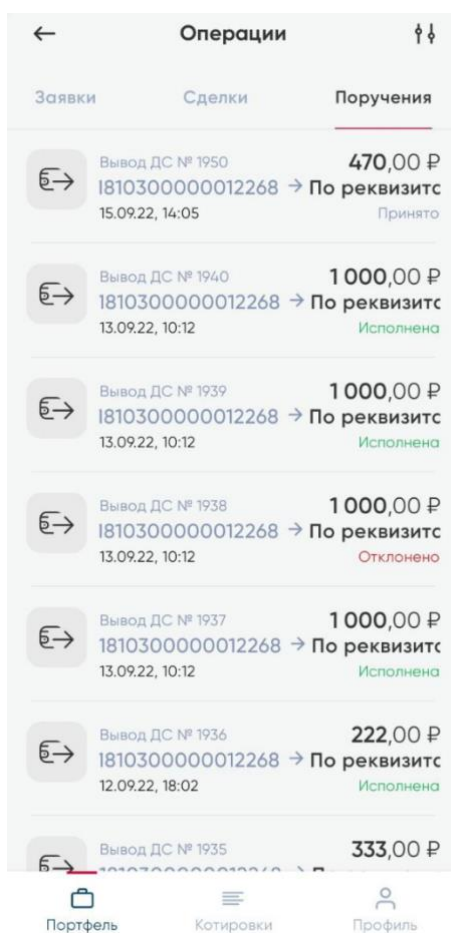 Операции
Заявки Сделки Поручения
Вывод ДС № 1950 470,00 ₽
I810300000012268 → По реквизито
15.09.22, 14:05 Принято
Вывод ДС № 1940 1 000,00 ₽
1810300000012268 → По реквизитс
13.09.22, 10:12 Исполнена
Вывод ДС № 1939 1 000,00 ₽
I810300000012268 → По реквизитс
13.09.22, 10:12 Исполнена
Вывод ДС № 1938 1 000,00 ₽
I810300000012268 → По реквизитс
13.09.22, 10:12 Отклонено
Вывод ДС № 1937 1 000,00 ₽
1810300000012268 → По реквизитс
13.09.22, 10:12 Исполнена
Вывод ДС № 1936 222,00 ₽
I810300000012268 → По реквизитс
12.09.22, 18:02 Исполнена
Вывод ДС № 1935 333,00 ₽
Портфель Котировки Профиль